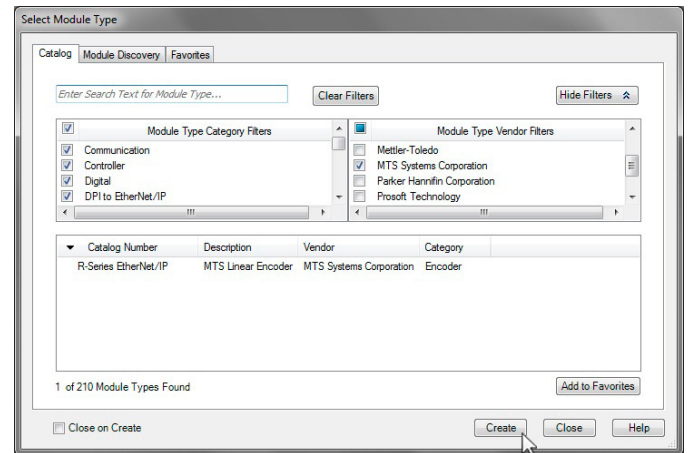 Select Module Type
Catalog Module Discovery Favorites
Enter Search Text for Module Type... Clear Filters Hide Filters
Module Type Category Filters Module Type Vendor Filters
Communication Mettler-Toledo
Controller MTS Systems Corporation
Digital Parker Hannifin Corporation
DPI to EtherNet/IP Prosoft Technology
Catalog Number Description Vendor Category
R-Series EtherNet/IP MTS Linear Encoder MTS Systems Corporation Encoder
1 of 210 Module Types Found Add to Favorites
Close on Create Create Close Help